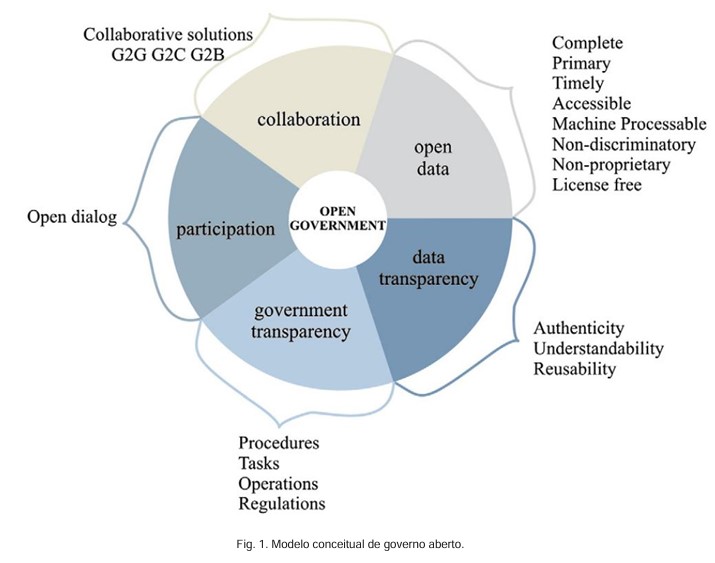 Collaborative solutions
G2G G2C G2B
Complete
Primary
Timely
Accessible
Machine Processable
Non-discriminatory
Non-proprietary
License free
collaboration
open
data
Open dialog
participation
OPEN
GOVERNMENT
data
transparency
government
transparency
Authenticity
Understandability
Reusability
Procedures
Tasks
Operations
Regulations
Fig. 1. Modelo conceitual de governo aberto.